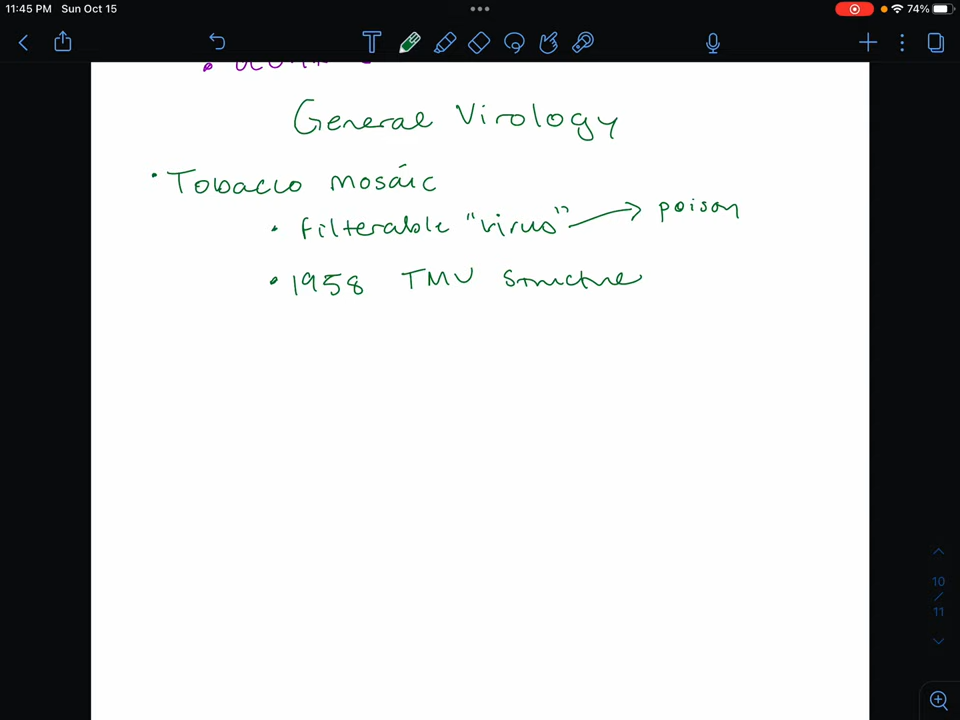 11:45 PM Sun Oct 15
74%
General Virology
• Tobacco mosaic
• filterable "virus" → poison
• 1958 TMV Structure
10
/
11